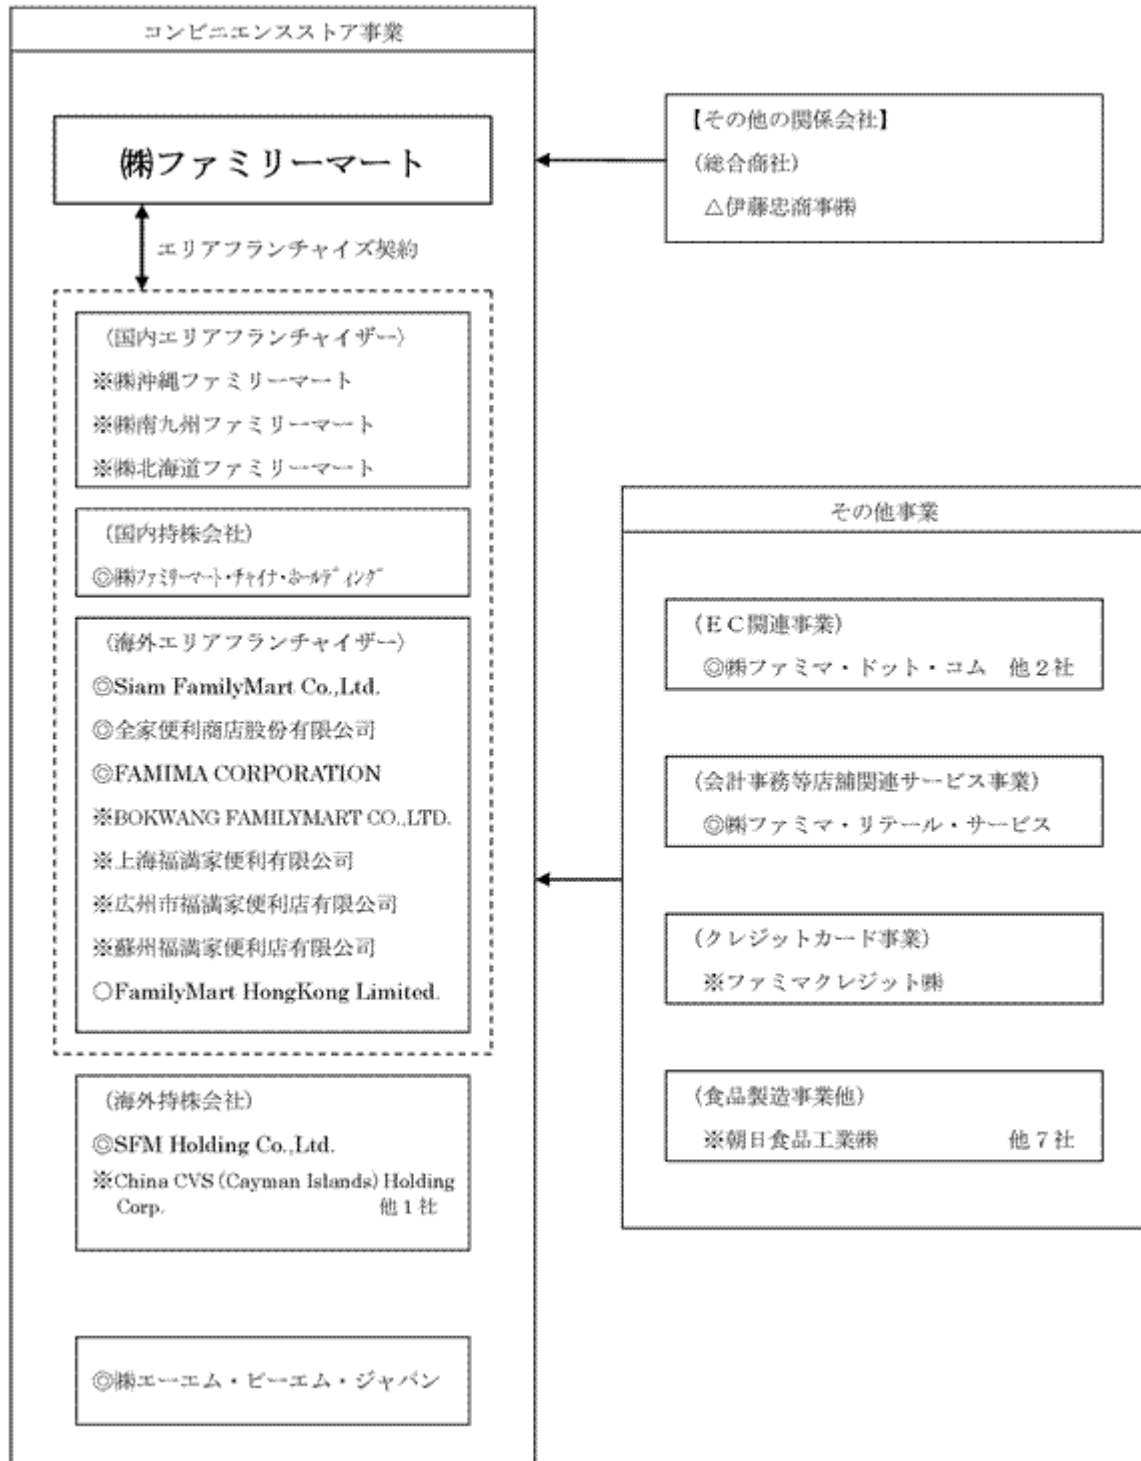 コンビニエンスストア事業
㈱ファミリーマート
エリアフランチャイズ契約
(国内エリアフランチャイザー)
※㈱沖縄ファミリーマート
※㈱南九州ファミリーマート
※㈱北海道ファミリーマート
(国内持株会社)
◎㈱ﾌｧﾐﾘｰﾏｰﾄ・ﾁｬｲﾅ・ﾎｰﾙﾃﾞｨﾝｸﾞ
(海外エリアフランチャイザー)
◎Siam FamilyMart Co.,Ltd.
◎全家便利商店股份有限公司
◎FAMIMA CORPORATION
※BOKWANG FAMILYMART CO.,LTD.
※上海福満家便利有限公司
※広州市福満家便利店有限公司
※蘇州福満家便利店有限公司
○FamilyMart HongKong Limited.
(海外持株会社)
◎SFM Holding Co.,Ltd.
※China CVS (Cayman Islands) Holding
Corp. 他１社
◎㈱エーエム・ピーエム・ジャパン
【その他の関係会社】
(総合商社)
△伊藤忠商事㈱
その他事業
(ＥＣ関連事業)
◎㈱ファミマ・ドット・コム 他２社
(会計事務等店舗関連サービス事業)
◎㈱ファミマ・リテール・サービス
(クレジットカード事業)
※ファミマクレジット㈱
(食品製造事業他)
※朝日食品工業㈱ 他７社